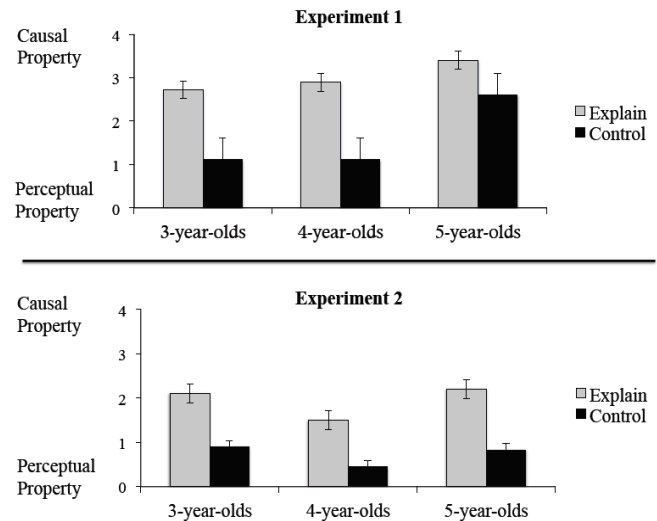 Experiment 1
Causal
Property
4
3
2
1
0
Perceptual
Property
Explain
Control
3-year-olds 4-year-olds 5-year-olds
Experiment 2
Causal
Property
4
3
2
1
0
Perceptual
Property
Explain
Control
3-year-olds 4-year-olds 5-year-olds